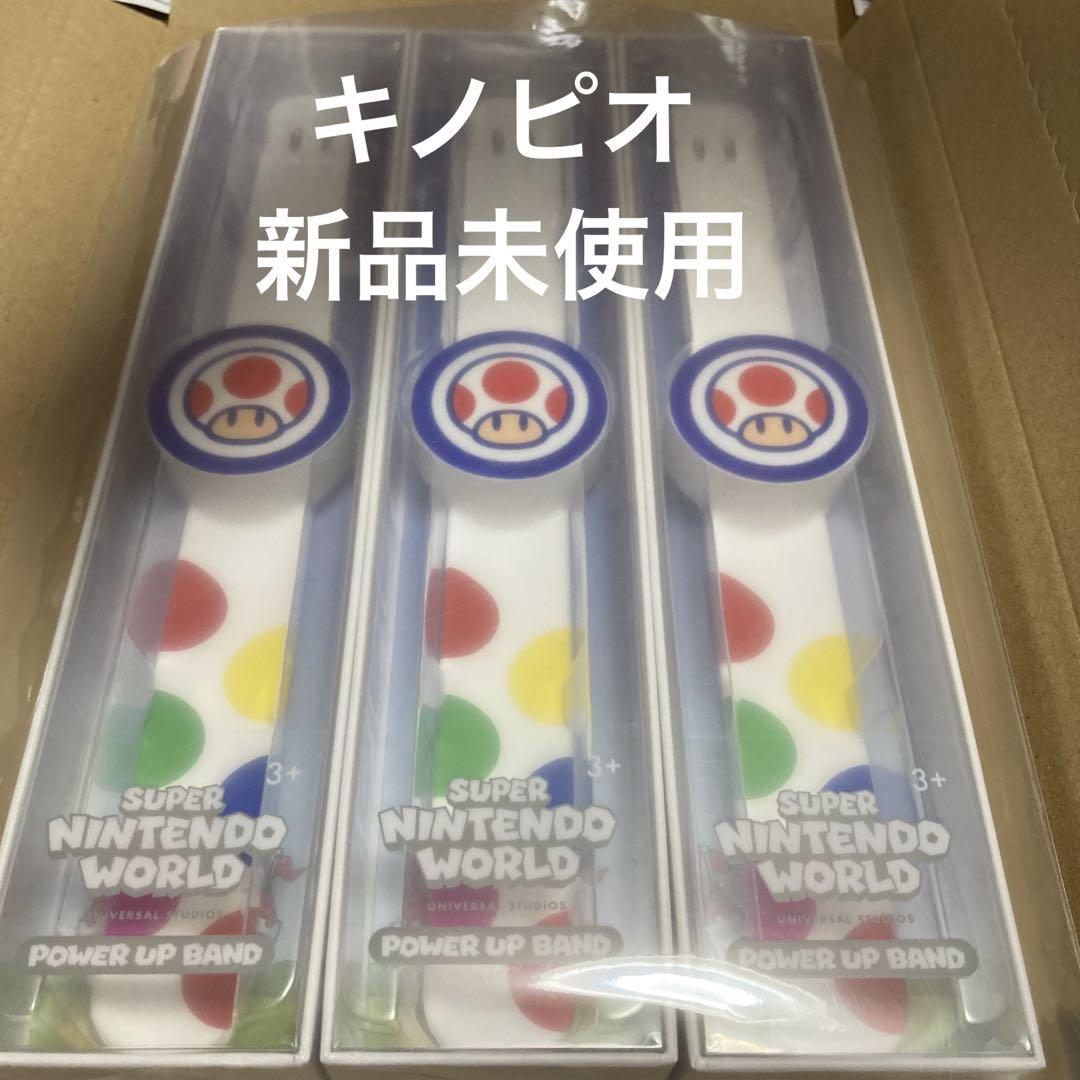 キノピオ
新品未使用
3+
SUPER
NINTENDO
WORLD
UNIVERSAL STUDIOS
POWER UP BAND
3+
SUPER
NINTENDO
WORLD
UNIVERSAL STUDIOS
POWER UP BAND
3+
SUPER
NINTENDO
WORLD
UNIVERSAL STUDIOS
POWER UP BAND